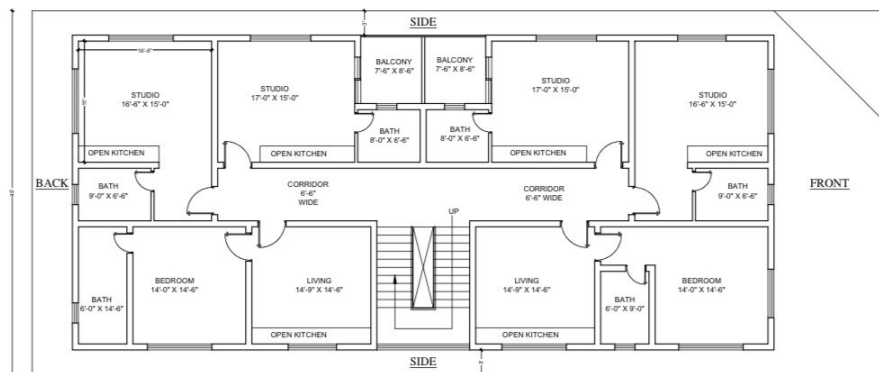 SIDE
16'-6"
STUDIO
16'-6" X 15'-0"
STUDIO
17'-0" X 15'-0"
BALCONY
7'-6" X 8'-6"
BALCONY
7'-6" X 8'-6"
STUDIO
17'-0" X 15'-0"
STUDIO
16'-6" X 15'-0"
OPEN KITCHEN
OPEN KITCHEN
BATH
8'-0" X 6'-6"
BATH
8'-0" X 6'-6"
OPEN KITCHEN
OPEN KITCHEN
BACK
BATH
9'-0" X 6'-6"
CORRIDOR
6'-6"
WIDE
CORRIDOR
6'-6" WIDE
BATH
9'-0" X 6'-6"
FRONT
UP
BATH
6'-0" X 14'-6"
BEDROOM
14'-0" X 14'-6"
LIVING
14'-9" X 14'-6"
LIVING
14'-9" X 14'-6"
BATH
6'-0" X 9'-0"
BEDROOM
14'-0" X 14'-6"
OPEN KITCHEN
OPEN KITCHEN
SIDE